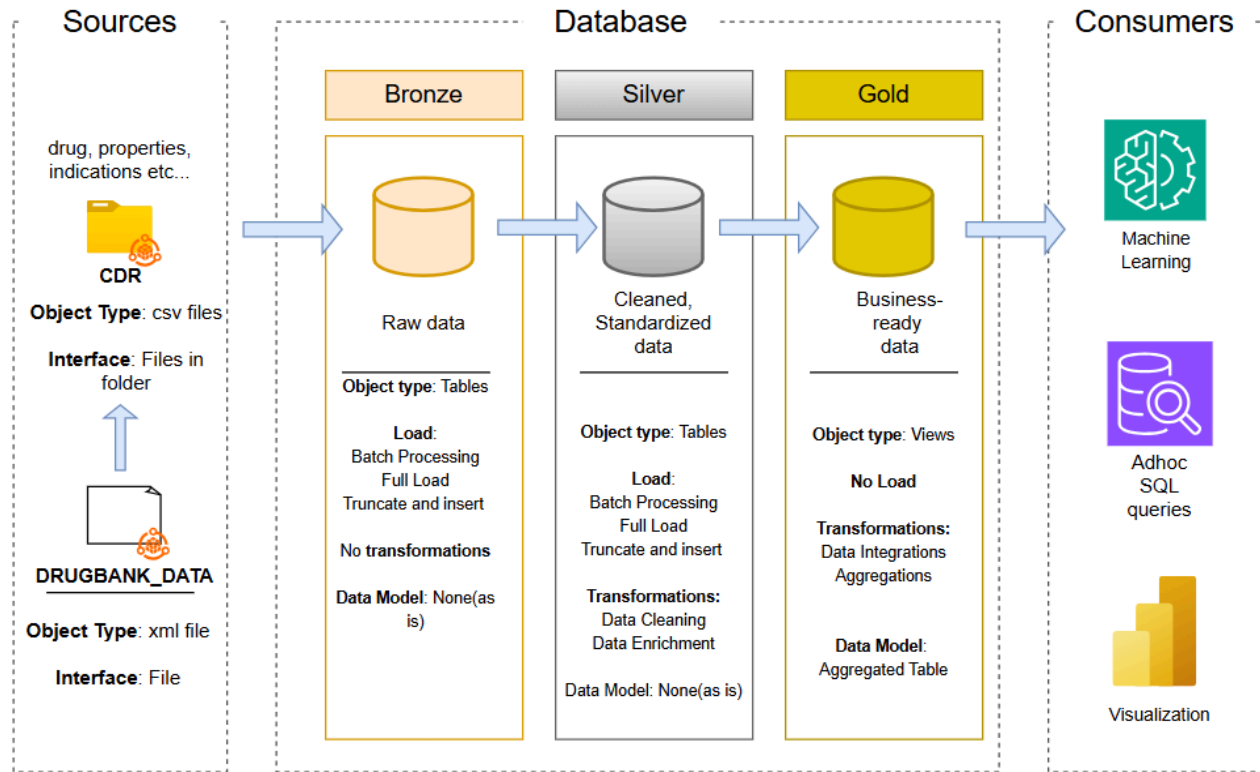 Sources
drug, properties,
indications etc...
CDR
Object Type: csv files
Interface: Files in
folder
DRUGBANK_DATA
Object Type: xml file
Interface: File
Database
Bronze
Raw data
Object type: Tables
Load:
Batch Processing
Full Load
Truncate and insert
No transformations
Data Model: None(as
is)
Silver
Cleaned,
Standardized
data
Object type: Tables
Load:
Batch Processing
Full Load
Truncate and insert
Transformations:
Data Cleaning
Data Enrichment
Data Model: None(as is)
Gold
Business-
ready
data
Object type: Views
No Load
Transformations:
Data Integrations
Aggregations
Data Model:
Aggregated Table
Consumers
Machine
Learning
Adhoc
SQL
queries
Visualization